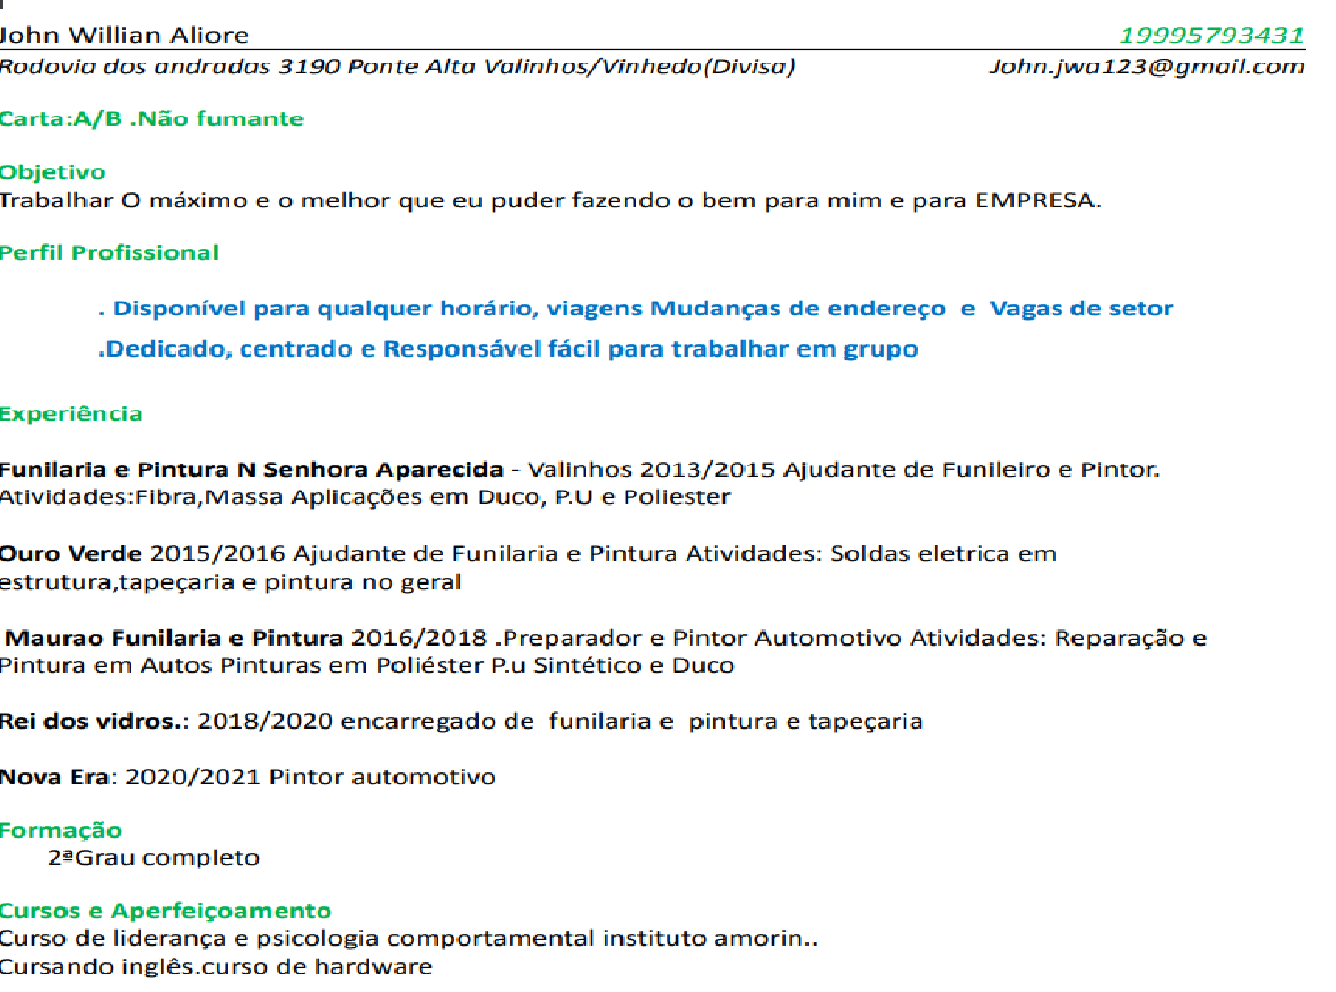 John Willian Aliore 19995793431
Rodovia dos andradas 3190 Ponte Alta Valinhos/Vinhedo(Divisa) John.jwa123@gmail.com
Carta:A/B .Não fumante
Objetivo
Trabalhar O máximo e o melhor que eu puder fazendo o bem para mim e para EMPRESA.
Perfil Profissional
. Disponível para qualquer horário, viagens Mudanças de endereço e Vagas de setor
.Dedicado, centrado e Responsável fácil para trabalhar em grupo
Experiência
Funilaria e Pintura N Senhora Aparecida - Valinhos 2013/2015 Ajudante de Funileiro e Pintor.
Atividades:Fibra,Massa Aplicações em Duco, P.U e Poliester
Ouro Verde 2015/2016 Ajudante de Funilaria e Pintura Atividades: Soldas eletrica em
estrutura,tapeçaria e pintura no geral
Maurao Funilaria e Pintura 2016/2018 .Preparador e Pintor Automotivo Atividades: Reparação e
Pintura em Autos Pinturas em Poliéster P.u Sintético e Duco
Rei dos vidros.: 2018/2020 encarregado de funilaria e pintura e tapeçaria
Nova Era: 2020/2021 Pintor automotivo
Formação
2ªGrau completo
Cursos e Aperfeiçoamento
Curso de liderança e psicologia comportamental instituto amorin..
Cursando inglês.curso de hardware